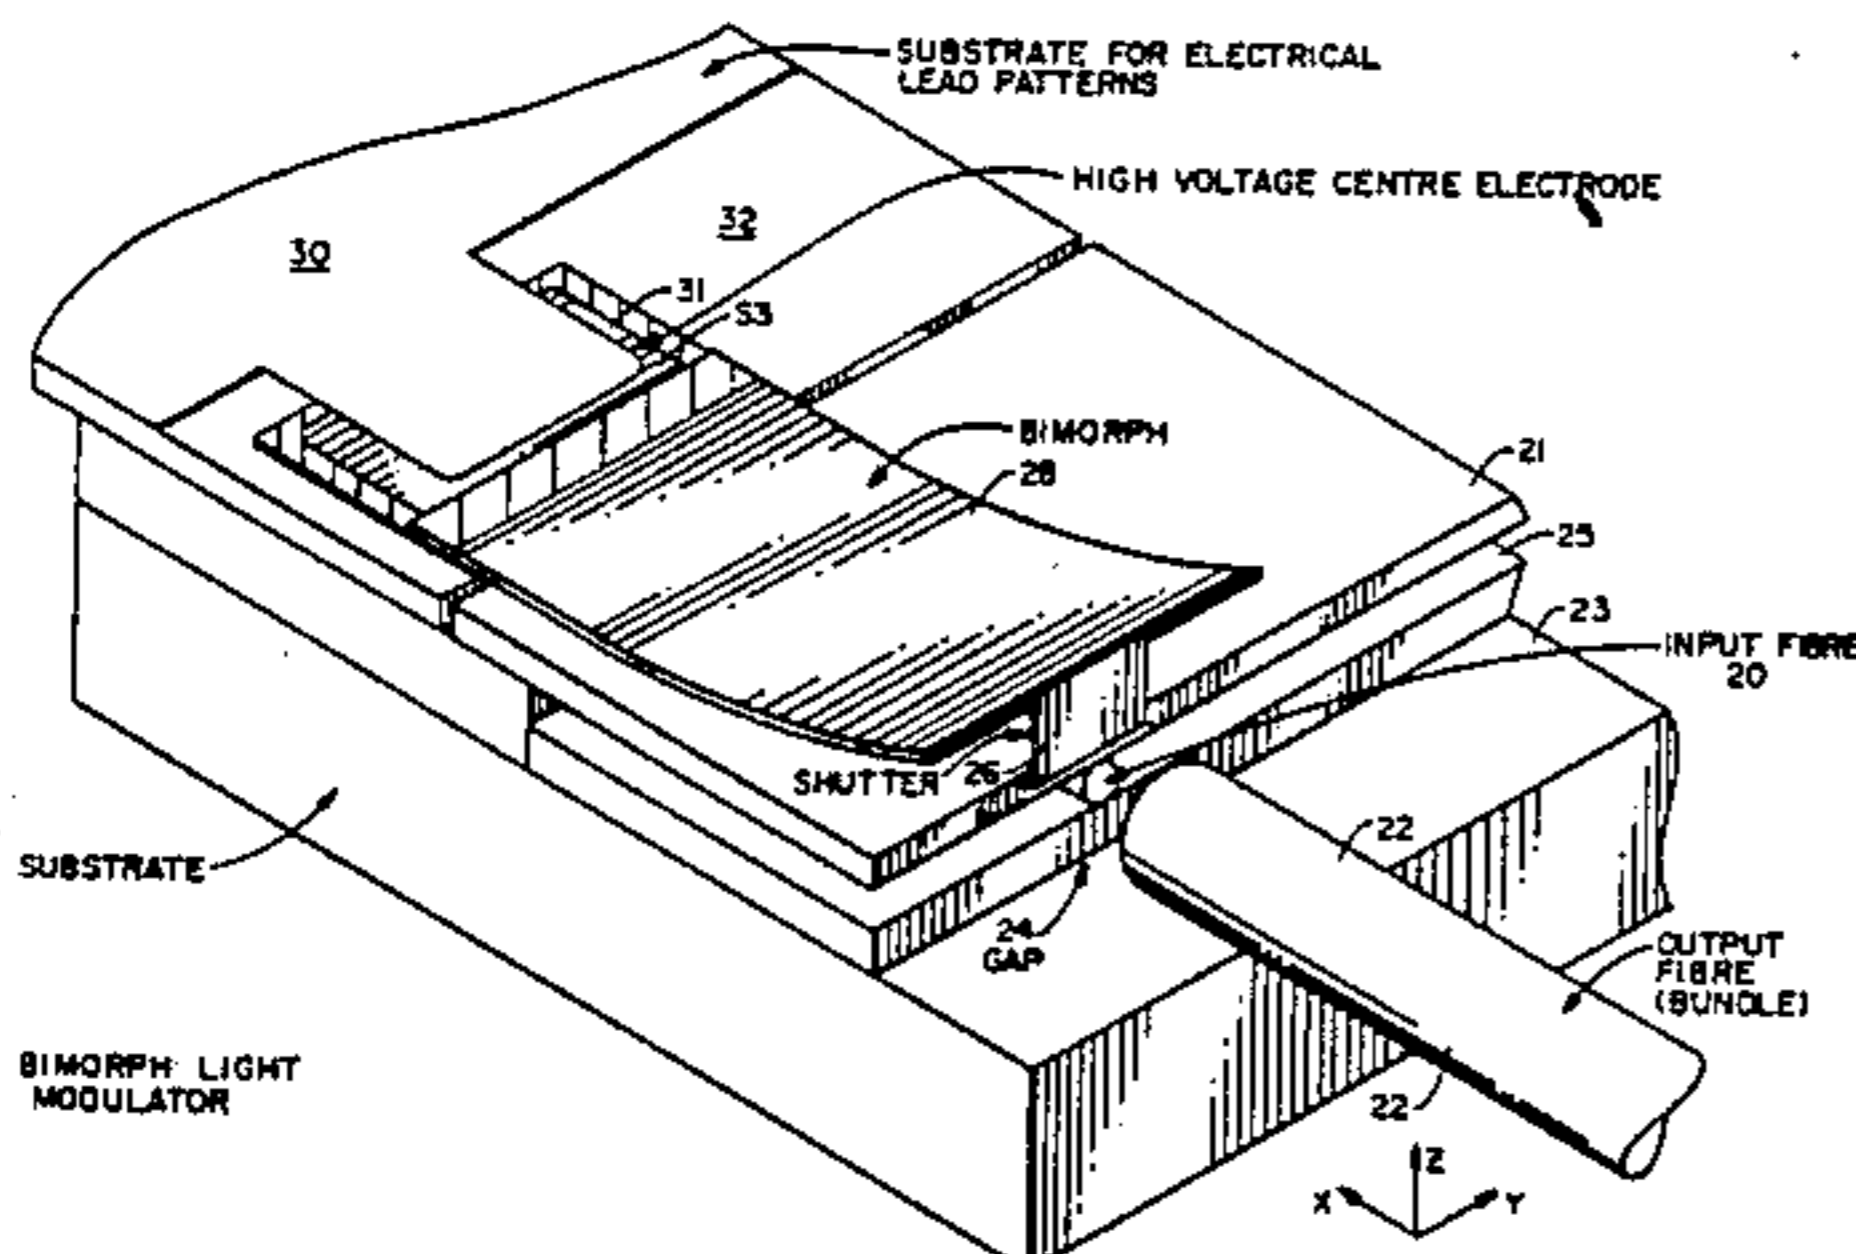 SUBSTRATE FOR ELECTRICAL
LEAD PATTERNS
HIGH VOLTAGE CENTRE ELECTRODE
30
32
31
S3
BIMORPH
28
21
25
23
INPUT FIBRE
20
SHUTTER
26
22
SUBSTRATE
24
GAP
OUTPUT
FIBRE
(BUNDLE)
BIMORPH LIGHT
MODULATOR
22
Z
X
Y